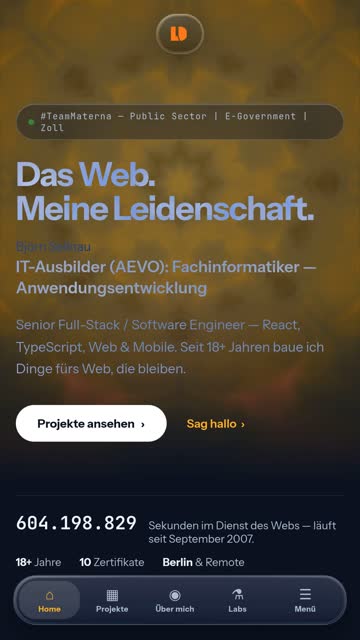 LD
#TeamMaterna — Public Sector | E-Government |
Zoll
Das Web.
Meine Leidenschaft.
IT-Ausbilder (AEVO): Fachinformatiker —
Anwendungsentwicklung
Senior Full-Stack / Software Engineer — React,
TypeScript, Web & Mobile. Seit 18+ Jahren baue ich
Dinge fürs Web, die bleiben.
Projekte ansehen ›
Sag hallo ›
604.198.829
Sekunden im Dienst des Webs — läuft
seit September 2007.
18+ Jahre
10 Zertifikate
Berlin & Remote
Home
Projekte
Über mich
Labs
Menü